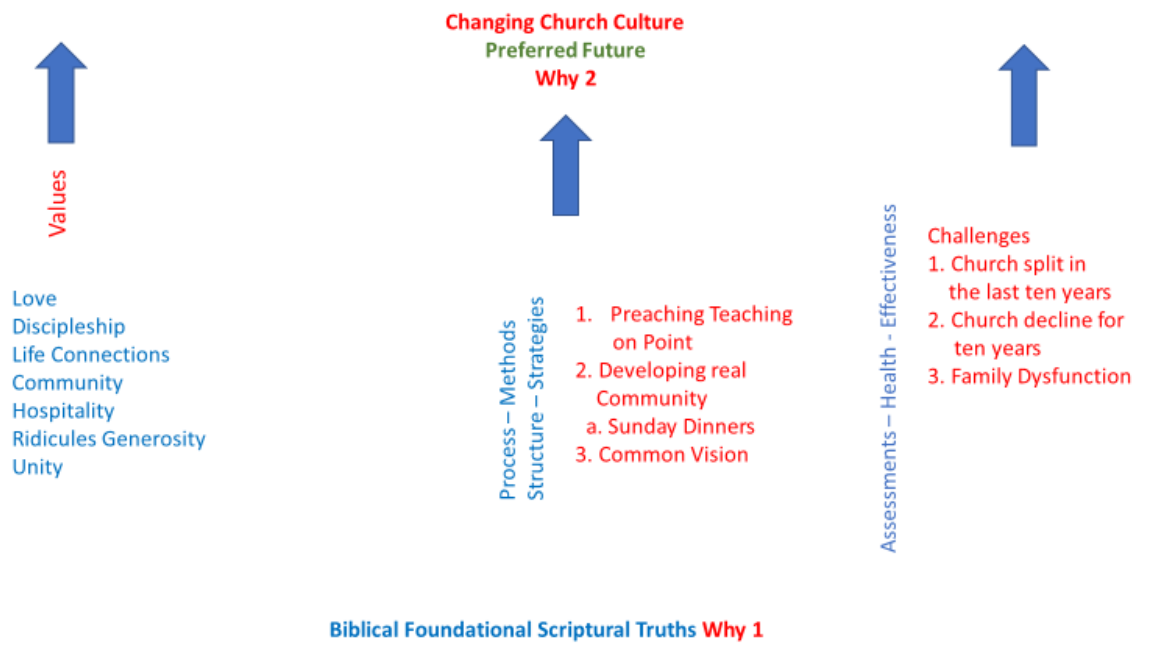 Changing Church Culture
Preferred Future
Why 2
Values
Love
Discipleship
Life Connections
Community
Hospitality
Ridicules Generosity
Unity
Process – Methods
Structure – Strategies
1. Preaching Teaching
on Point
2. Developing real
Community
a. Sunday Dinners
3. Common Vision
Assessments – Health - Effectiveness
Challenges
1. Church split in
the last ten years
2. Church decline for
ten years
3. Family Dysfunction
Biblical Foundational Scriptural Truths Why 1